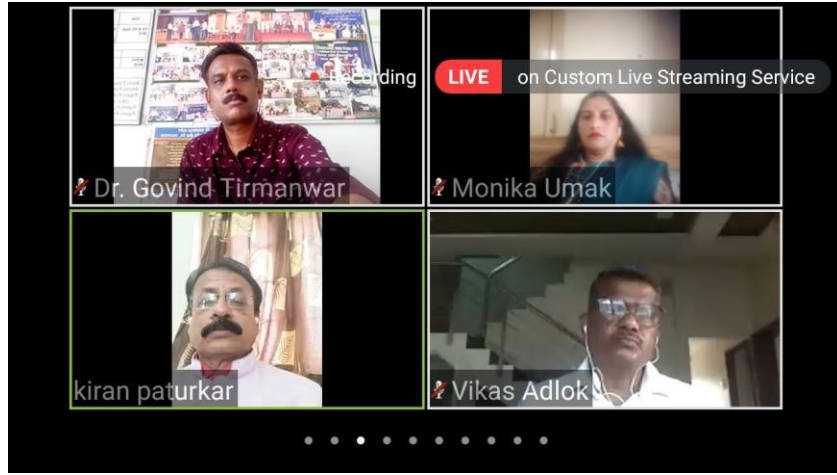 Recording
LIVE on Custom Live Streaming Service
Dr. Govind Tirmanwar
Monika Umak
kiran paturkar
Vikas Adlok